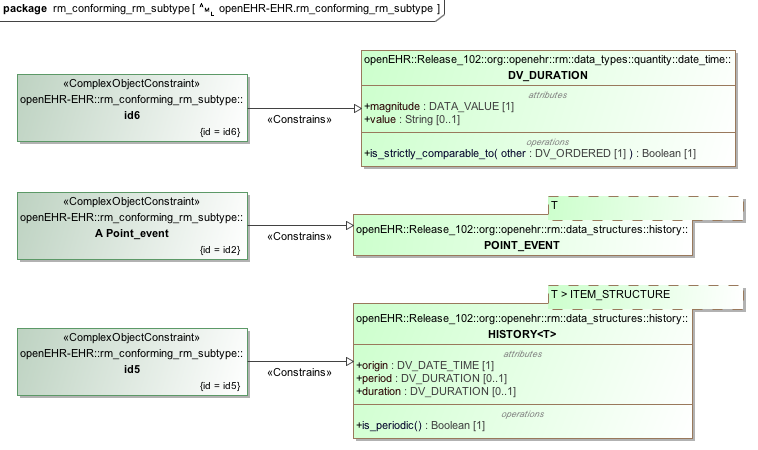 package rm_conforming_rm_subtype [ AML openEHR-EHR.rm_conforming_rm_subtype ]
«ComplexObjectConstraint»
openEHR-EHR::rm_conforming_rm_subtype::
id6
{id = id6}
«Constrains»
openEHR::Release_102::org::openehr::rm::data_types::quantity::date_time::
DV_DURATION
attributes
+magnitude : DATA_VALUE [1]
+value : String [0..1]
operations
+is_strictly_comparable_to( other : DV_ORDERED [1] ) : Boolean [1]
«ComplexObjectConstraint»
openEHR-EHR::rm_conforming_rm_subtype::
A Point_event
{id = id2}
«Constrains»
T
openEHR::Release_102::org::openehr::rm::data_structures::history::
POINT_EVENT
«ComplexObjectConstraint»
openEHR-EHR::rm_conforming_rm_subtype::
id5
{id = id5}
«Constrains»
T > ITEM_STRUCTURE
openEHR::Release_102::org::openehr::rm::data_structures::history::
HISTORY<T>
attributes
+origin : DV_DATE_TIME [1]
+period : DV_DURATION [0..1]
+duration : DV_DURATION [0..1]
operations
+is_periodic() : Boolean [1]